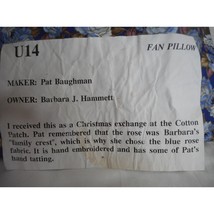 U14 FAN PILLOW
MAKER: Pat Baughman
OWNER: Barbara J. Hammett
I received this as a Christmas exchange at the Cotton
Patch. Pat remembered that the rose was Barbara's
"family crest", which is why she chose the blue rose
fabric. It is hand embroidered and has some of Pat's
hand tatting.